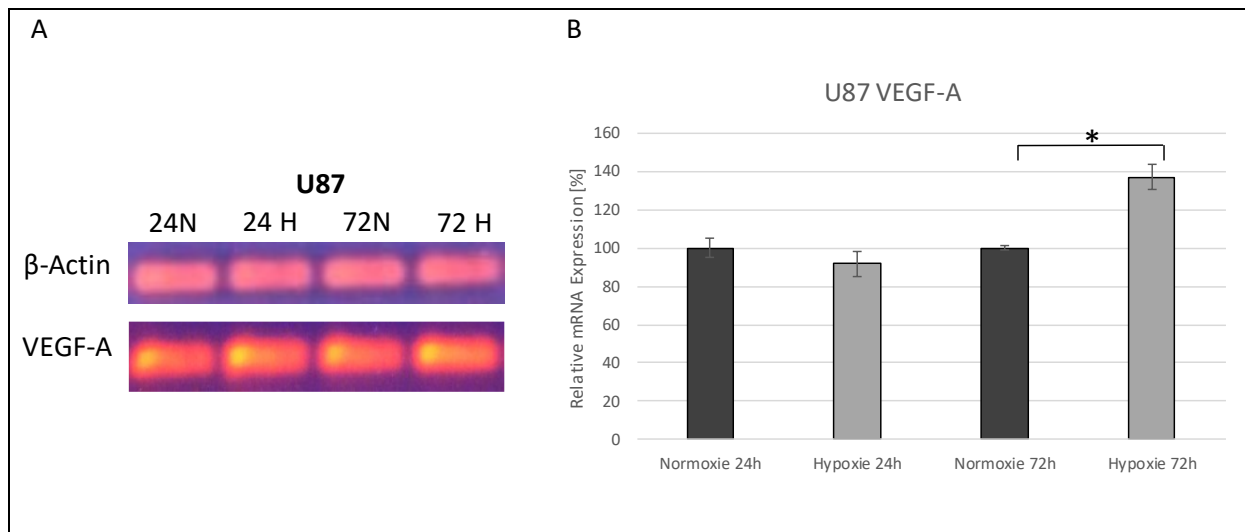 A
U87
24N 24 H 72N 72 H
β-Actin
VEGF-A
B
U87 VEGF-A
Relative mRNA Expression [%]
160
140
120
100
80
60
40
20
0
*
Normoxie 24h Hypoxie 24h Normoxie 72h Hypoxie 72h